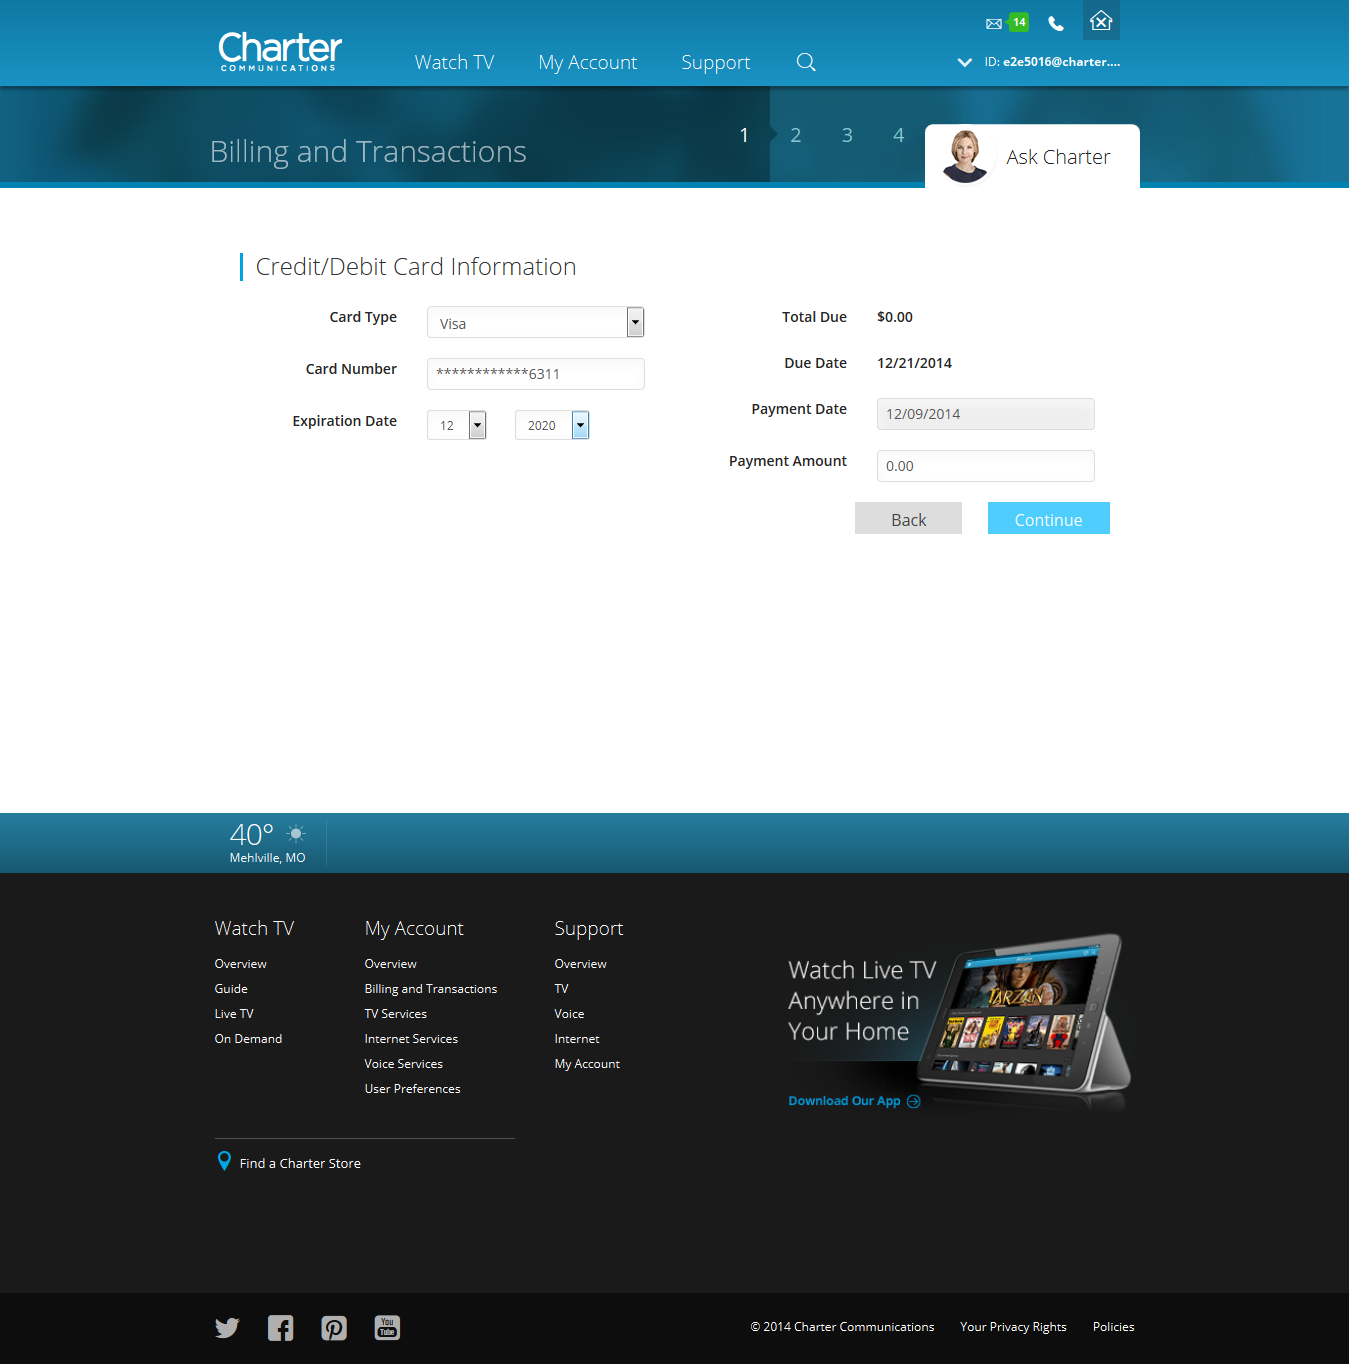 14
Charter
COMMUNICATIONS
Watch TV My Account Support
ID: e2e5016@charter....
Billing and Transactions
1 2 3 4
Ask Charter
Credit/Debit Card Information
Card Type Visa
Card Number ************6311
Expiration Date 12 2020
Total Due $0.00
Due Date 12/21/2014
Payment Date 12/09/2014
Payment Amount 0.00
Back Continue
40°
Mehlville, MO
Watch TV
Overview
Guide
Live TV
On Demand
My Account
Overview
Billing and Transactions
TV Services
Internet Services
Voice Services
User Preferences
Support
Overview
TV
Voice
Internet
My Account
Watch Live TV
Anywhere in
Your Home
TARZAN
Download Our App
Find a Charter Store
You
Tube
© 2014 Charter Communications Your Privacy Rights Policies